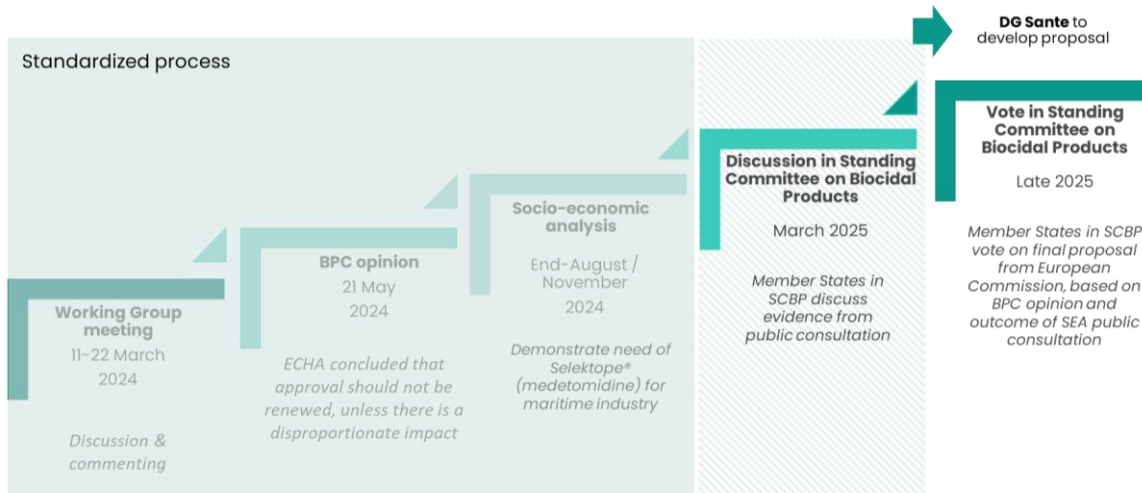 Standardized process
Working Group
meeting
11-22 March
2024
Discussion &
commenting
BPC opinion
21 May
2024
ECHA concluded that
approval should not be
renewed, unless there is a
disproportionate impact
Socio-economic
analysis
End-August /
November
2024
Demonstrate need of
Selektope®
(medetomidine) for
maritime industry
Discussion in Standing
Committee on Biocidal
Products
March 2025
Member States in
SCBP discuss
evidence from
public consultation
DG Sante to
develop proposal
Vote in Standing
Committee on
Biocidal Products
Late 2025
Member States in SCBP
vote on final proposal
from European
Commission, based on
BPC opinion and
outcome of SEA public
consultation